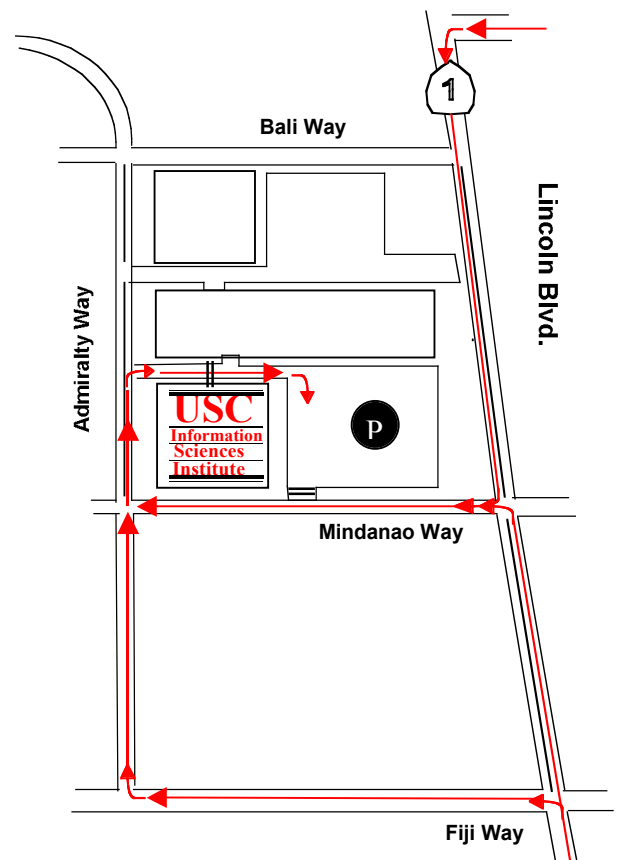 1
Bali Way
Lincoln Blvd.
Admiralty Way
USC
Information
Sciences
Institute
P
Mindanao Way
Fiji Way